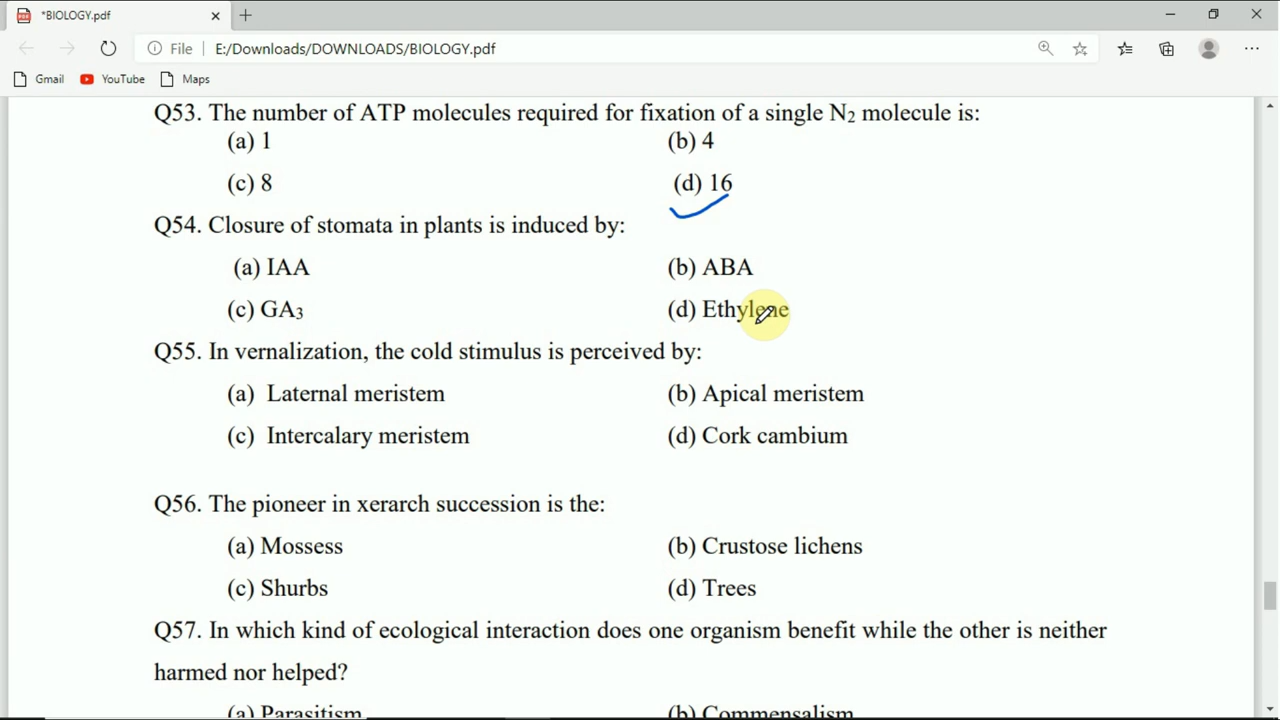 *BIOLOGY.pdf
File E:/Downloads/DOWNLOADS/BIOLOGY.pdf
Gmail YouTube Maps
Q53. The number of ATP molecules required for fixation of a single N₂ molecule is:
(a) 1 (b) 4
(c) 8 (d) 16
Q54. Closure of stomata in plants is induced by:
(a) IAA (b) ABA
(c) GA₃ (d) Ethylene
Q55. In vernalization, the cold stimulus is perceived by:
(a) Laternal meristem (b) Apical meristem
(c) Intercalary meristem (d) Cork cambium
Q56. The pioneer in xerarch succession is the:
(a) Mossess (b) Crustose lichens
(c) Shurbs (d) Trees
Q57. In which kind of ecological interaction does one organism benefit while the other is neither
harmed nor helped?
(a) Parasitism (b) Commensalism